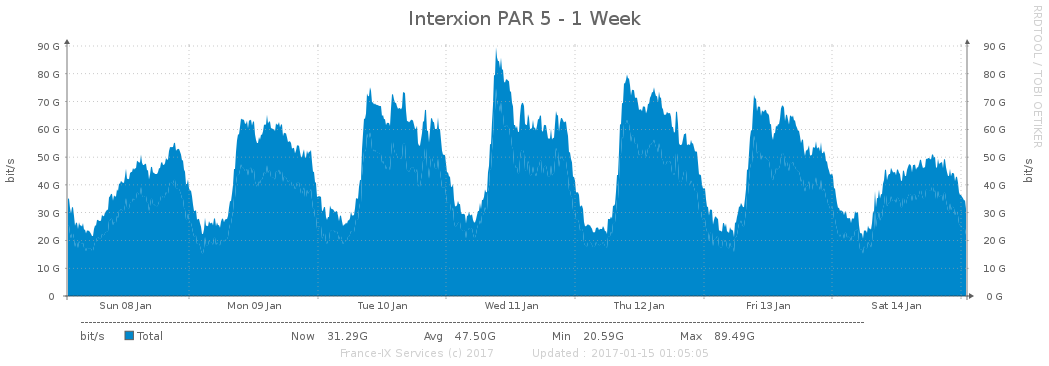 Interxion PAR 5 - 1 Week
RRDTOOL / TOBI OETIKER
90 G 90 G
80 G 80 G
70 G 70 G
60 G 60 G
50 G 50 G
40 G 40 G
30 G 30 G
20 G 20 G
10 G 10 G
0 0 G
bit/s bit/s
Sun 08 Jan Mon 09 Jan Tue 10 Jan Wed 11 Jan Thu 12 Jan Fri 13 Jan Sat 14 Jan
bit/s Total Now 31.29G Avg 47.50G Min 20.59G Max 89.49G
France-IX Services (c) 2017 Updated : 2017-01-15 01:05:05